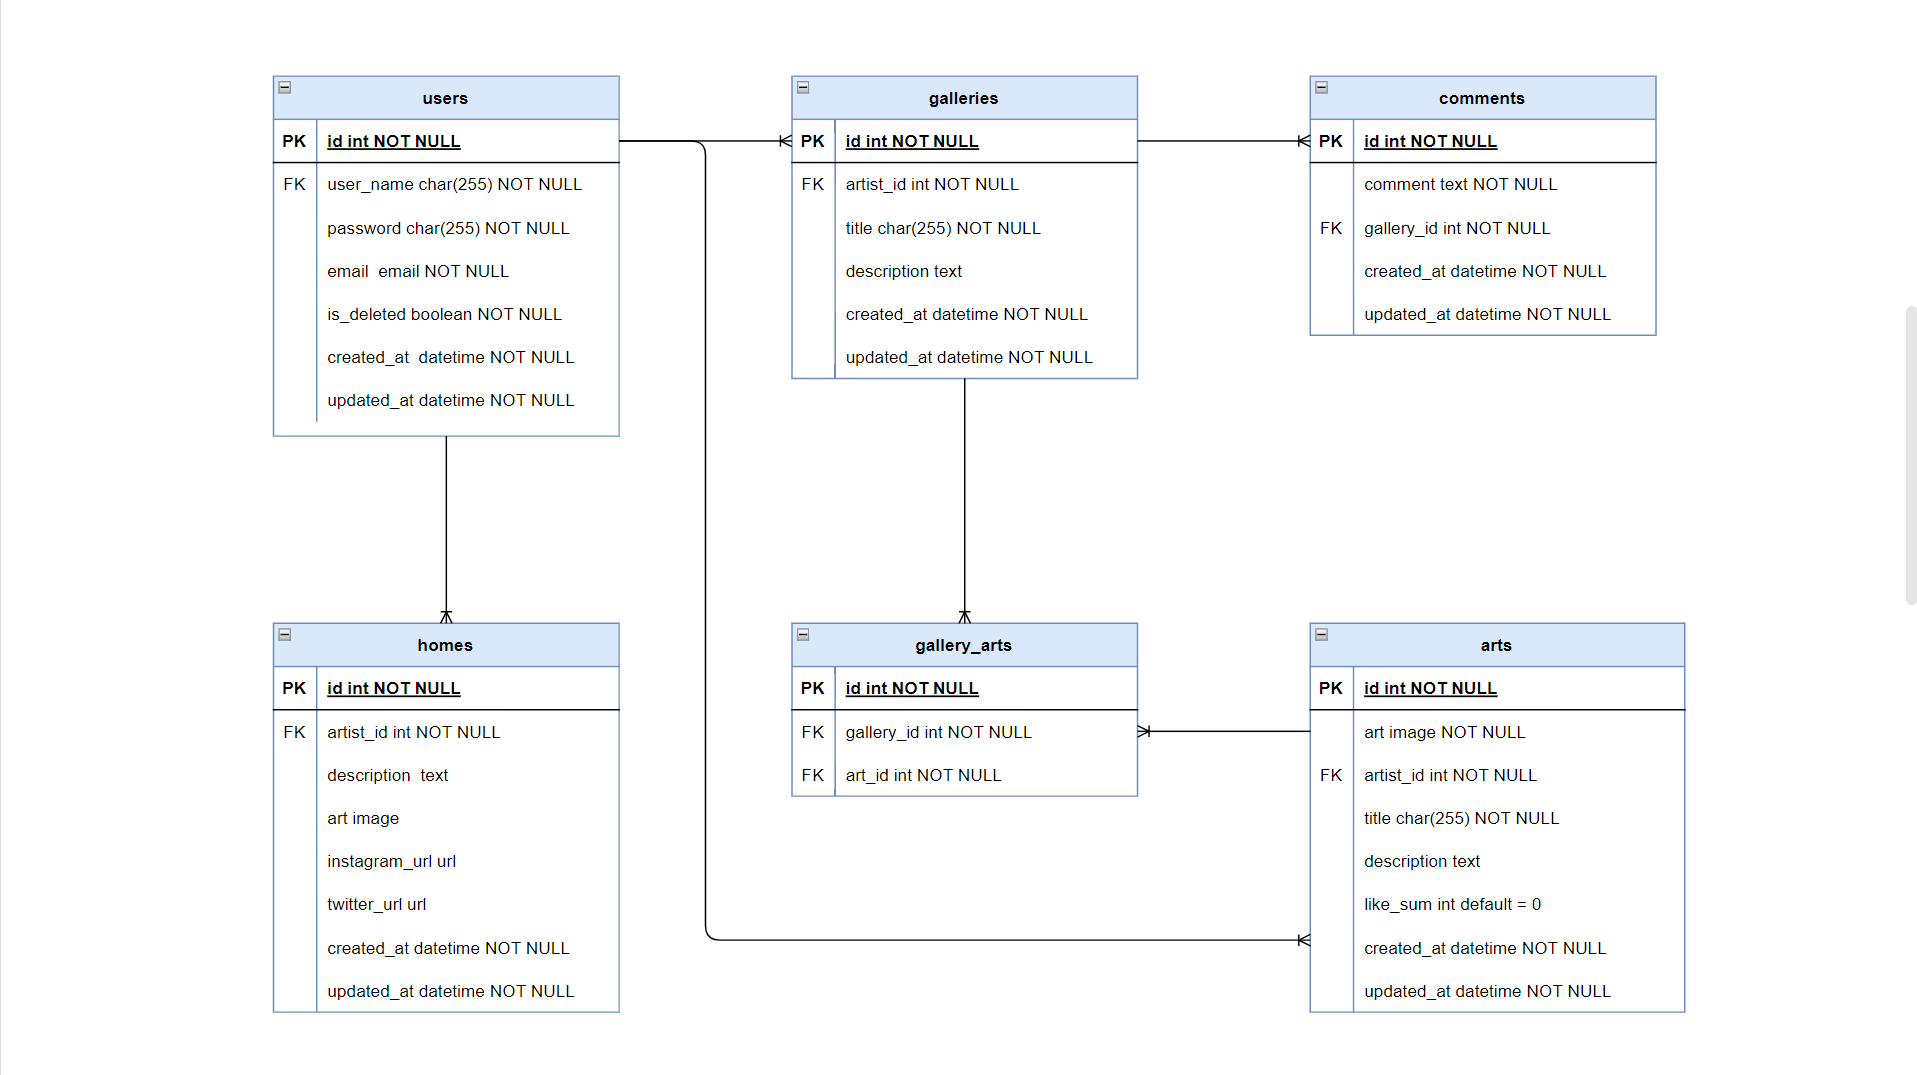 users
PK id int NOT NULL
FK user_name char(255) NOT NULL
password char(255) NOT NULL
email  email NOT NULL
is_deleted boolean NOT NULL
created_at  datetime NOT NULL
updated_at datetime NOT NULL
galleries
PK id int NOT NULL
FK artist_id int NOT NULL
title char(255) NOT NULL
description text
created_at datetime NOT NULL
updated_at datetime NOT NULL
comments
PK id int NOT NULL
comment text NOT NULL
FK gallery_id int NOT NULL
created_at datetime NOT NULL
updated_at datetime NOT NULL
homes
PK id int NOT NULL
FK artist_id int NOT NULL
description  text
art image
instagram_url url
twitter_url url
created_at datetime NOT NULL
updated_at datetime NOT NULL
gallery_arts
PK id int NOT NULL
FK gallery_id int NOT NULL
FK art_id int NOT NULL
arts
PK id int NOT NULL
art image NOT NULL
FK artist_id int NOT NULL
title char(255) NOT NULL
description text
like_sum int default = 0
created_at datetime NOT NULL
updated_at datetime NOT NULL